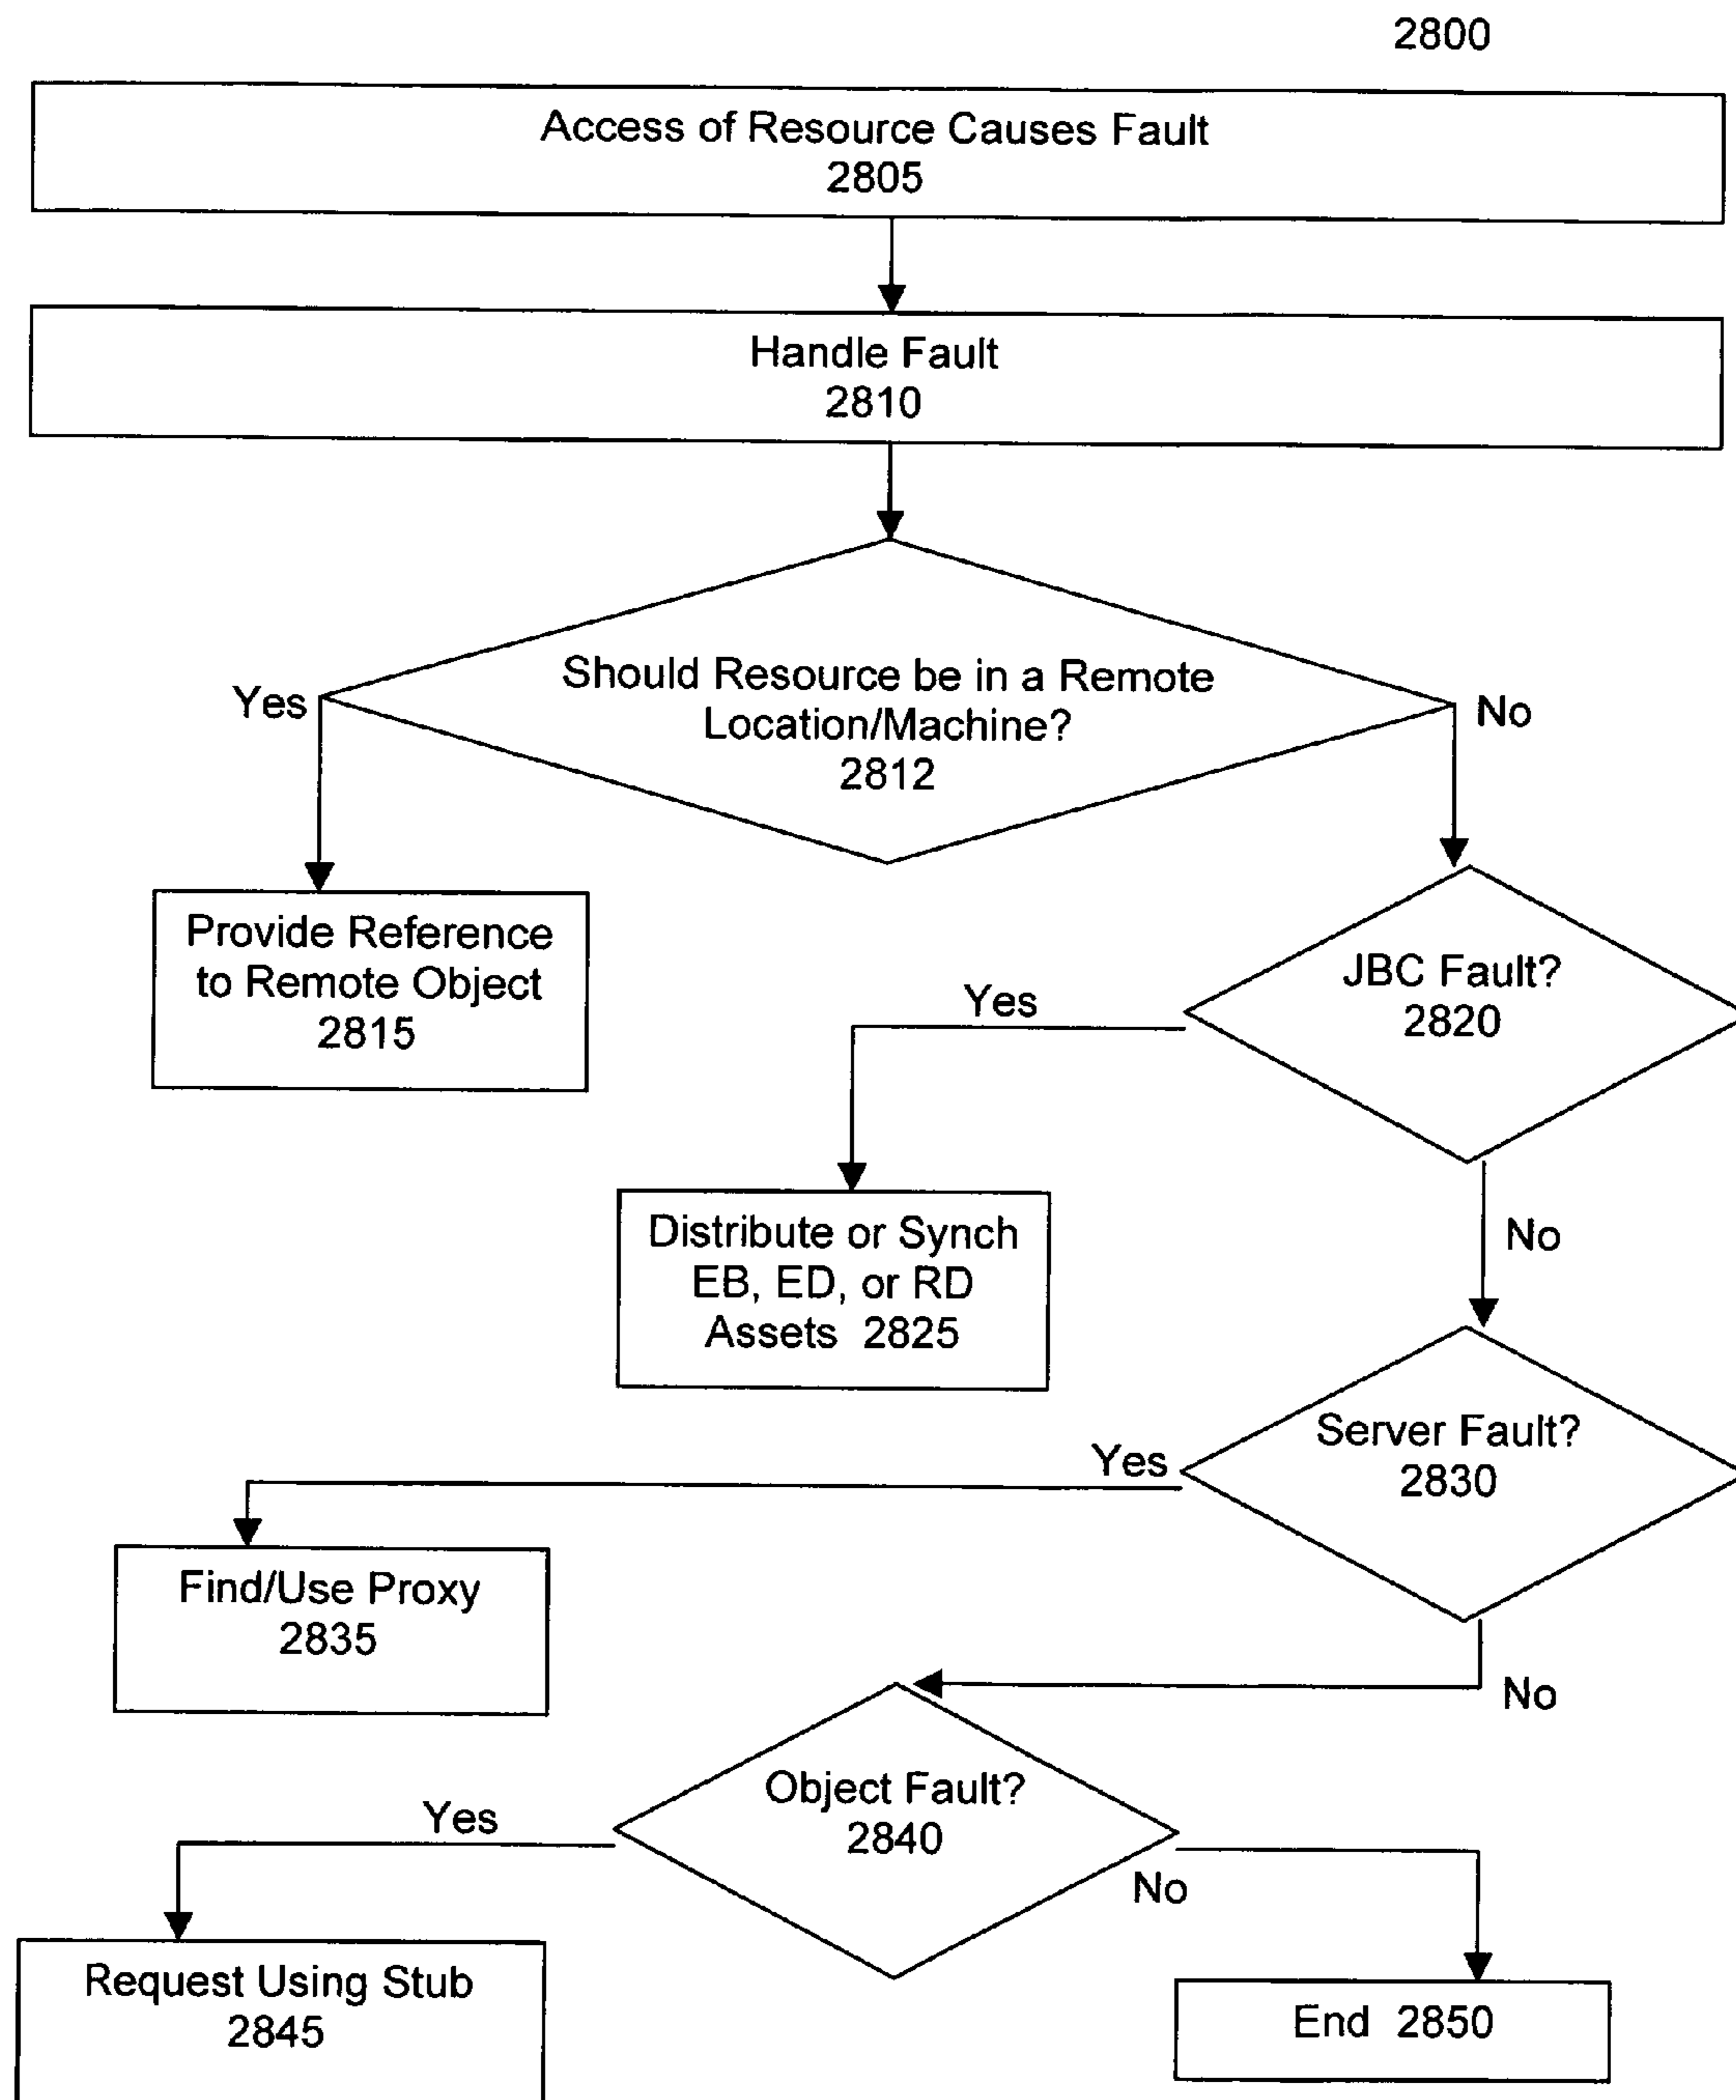 2800
Access of Resource Causes Fault
2805
Handle Fault
2810
Should Resource be in a Remote
Location/Machine?
2812
Yes
No
Provide Reference
to Remote Object
2815
JBC Fault?
2820
Yes
No
Distribute or Synch
EB, ED, or RD
Assets 2825
Server Fault?
2830
Yes
No
Find/Use Proxy
2835
Object Fault?
2840
Yes
No
Request Using Stub
2845
End 2850